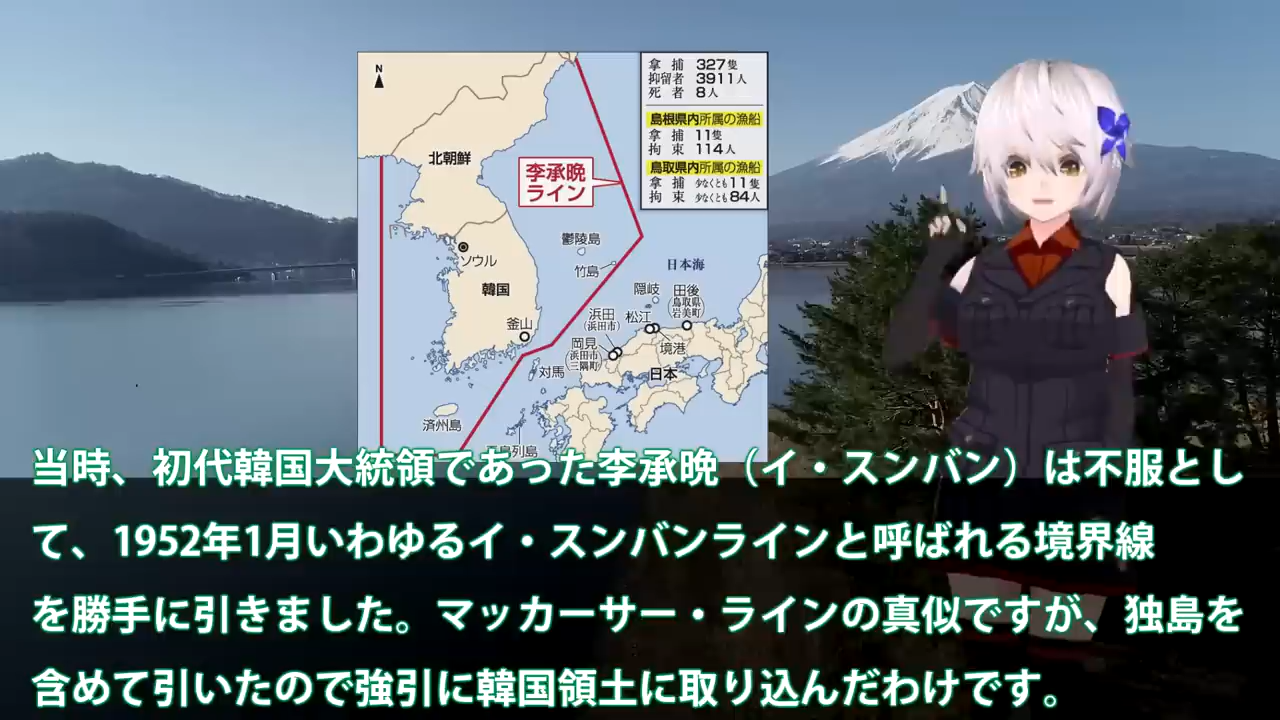 N
北朝鮮
李承晩
ライン
鬱陵島
竹島
ソウル
韓国
日本海
隠岐
田後
(鳥取県
岩美町)
釜山
浜田
(浜田市)
松江
境港
岡見
(浜田市
三隅町)
対馬
日本
済州島
五島列島
拿捕 327隻
抑留者 3911人
死者 8人
島根県内所属の漁船
拿捕 11隻
拘束 114人
鳥取県内所属の漁船
拿捕 少なくとも11隻
拘束 少なくとも84人
当時、初代韓国大統領であった李承晩（イ・スンバン）は不服とし
て、1952年1月いわゆるイ・スンバンラインと呼ばれる境界線
を勝手に引きました。マッカーサー・ラインの真似ですが、独島を
含めて引いたので強引に韓国領土に取り込んだわけです。